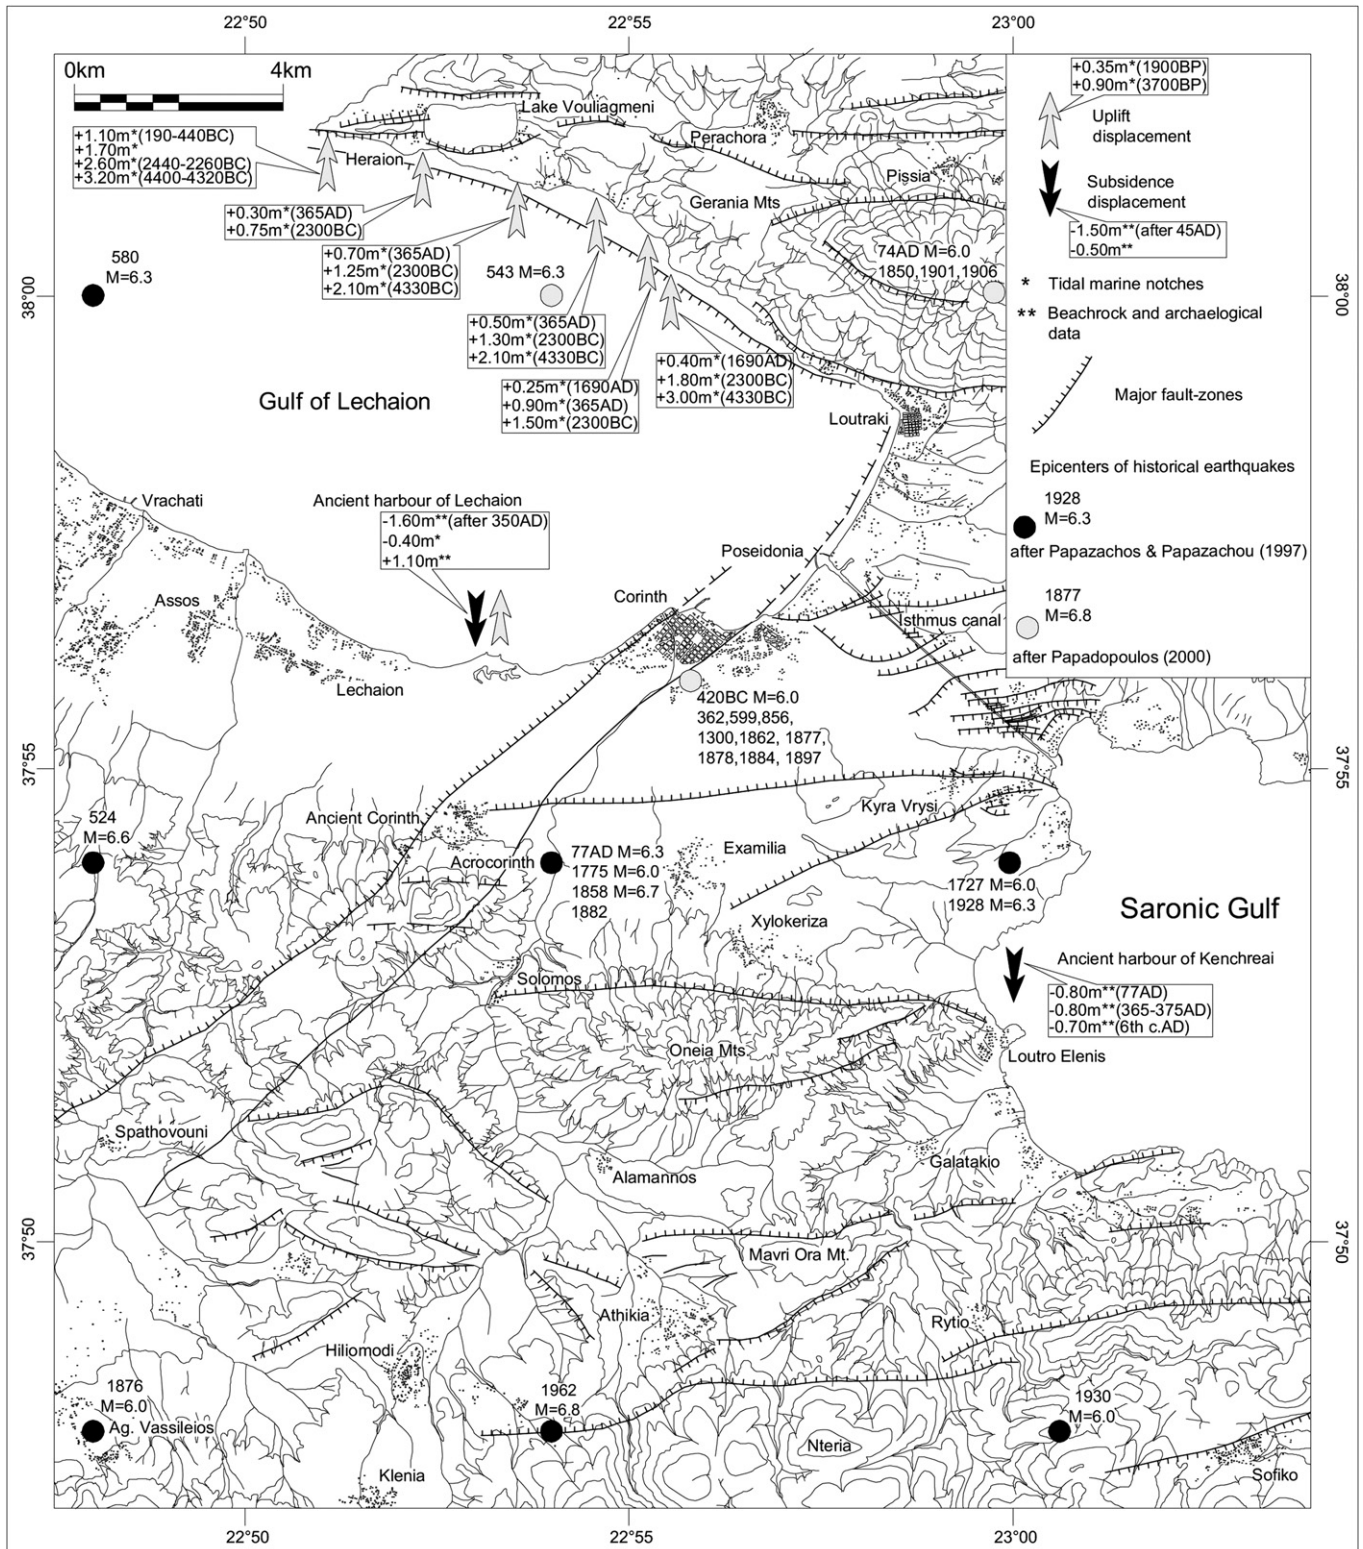 22°50
22°55
23°00
0km
4km
+1.10m*(190-440BC)
+1.70m*
+2.60m*(2440-2260BC)
+3.20m*(4400-4320BC)
Lake Vouliagmeni
Perachora
Heraion
Pissia
Gerania Mts
+0.30m*(365AD)
+0.75m*(2300BC)
+0.70m*(365AD)
+1.25m*(2300BC)
+2.10m*(4330BC)
580
M=6.3
543 M=6.3
74AD M=6.0
1850,1901,1906
38°00
38°00
+0.50m*(365AD)
+1.30m*(2300BC)
+2.10m*(4330BC)
+0.25m*(1690AD)
+0.90m*(365AD)
+1.50m*(2300BC)
+0.40m*(1690AD)
+1.80m*(2300BC)
+3.00m*(4330BC)
Gulf of Lechaion
Loutraki
+0.35m*(1900BP)
+0.90m*(3700BP)
Uplift
displacement
Subsidence
displacement
-1.50m**(after 45AD)
-0.50m**
* Tidal marine notches
** Beachrock and archaelogical
data
Major fault-zones
Epicenters of historical earthquakes
1928
M=6.3
after Papazachos & Papazachou (1997)
1877
M=6.8
after Papadopoulos (2000)
Vrachati
Ancient harbour of Lechaion
-1.60m**(after 350AD)
-0.40m*
+1.10m**
Poseidonia
Assos
Corinth
Isthmus canal
Lechaion
420BC M=6.0
362,599,856,
1300,1862, 1877,
1878,1884, 1897
37°55
37°55
Kyra Vrysi
524
M=6.6
Ancient Corinth
Examilia
Acrocorinth
77AD M=6.3
1775 M=6.0
1858 M=6.7
1882
1727 M=6.0
1928 M=6.3
Xylokeriza
Saronic Gulf
Ancient harbour of Kenchreai
-0.80m**(77AD)
-0.80m**(365-375AD)
-0.70m**(6th c.AD)
Solomos
Oneia Mts.
Loutro Elenis
Spathovouni
Galatakio
Alamannos
37°50
37°50
Mavri Ora Mt.
Athikia
Rytio
Hiliomodi
1876
M=6.0
Ag. Vassileios
1962
M=6.8
1930
M=6.0
Nteria
Klenia
Sofiko
22°50
22°55
23°00